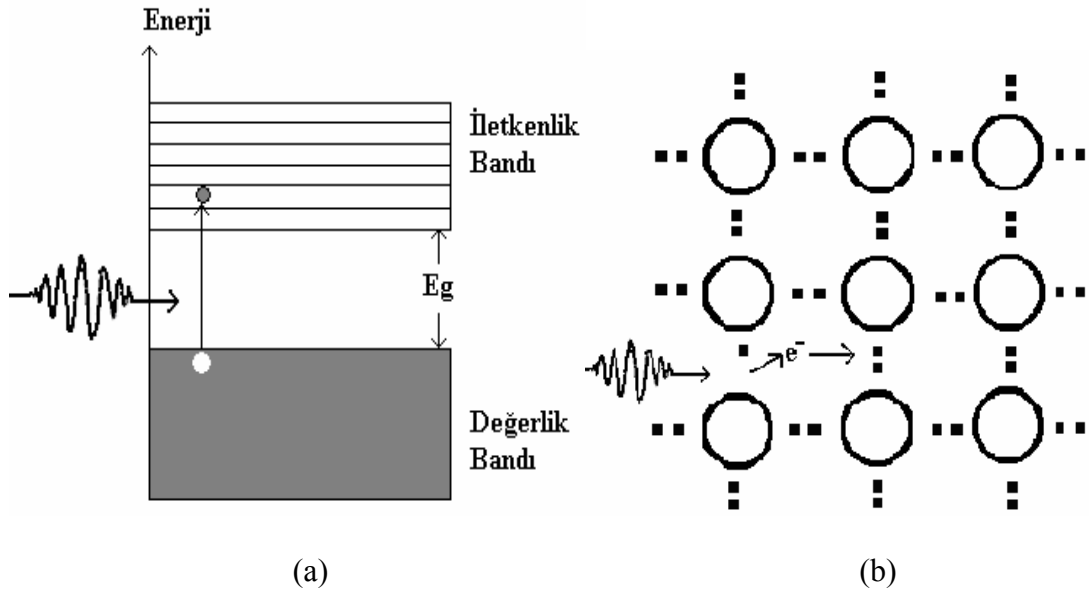 Enerji
İletkenlik
Bandı
Eg
Değerlik
Bandı
e⁻
(a)
(b)